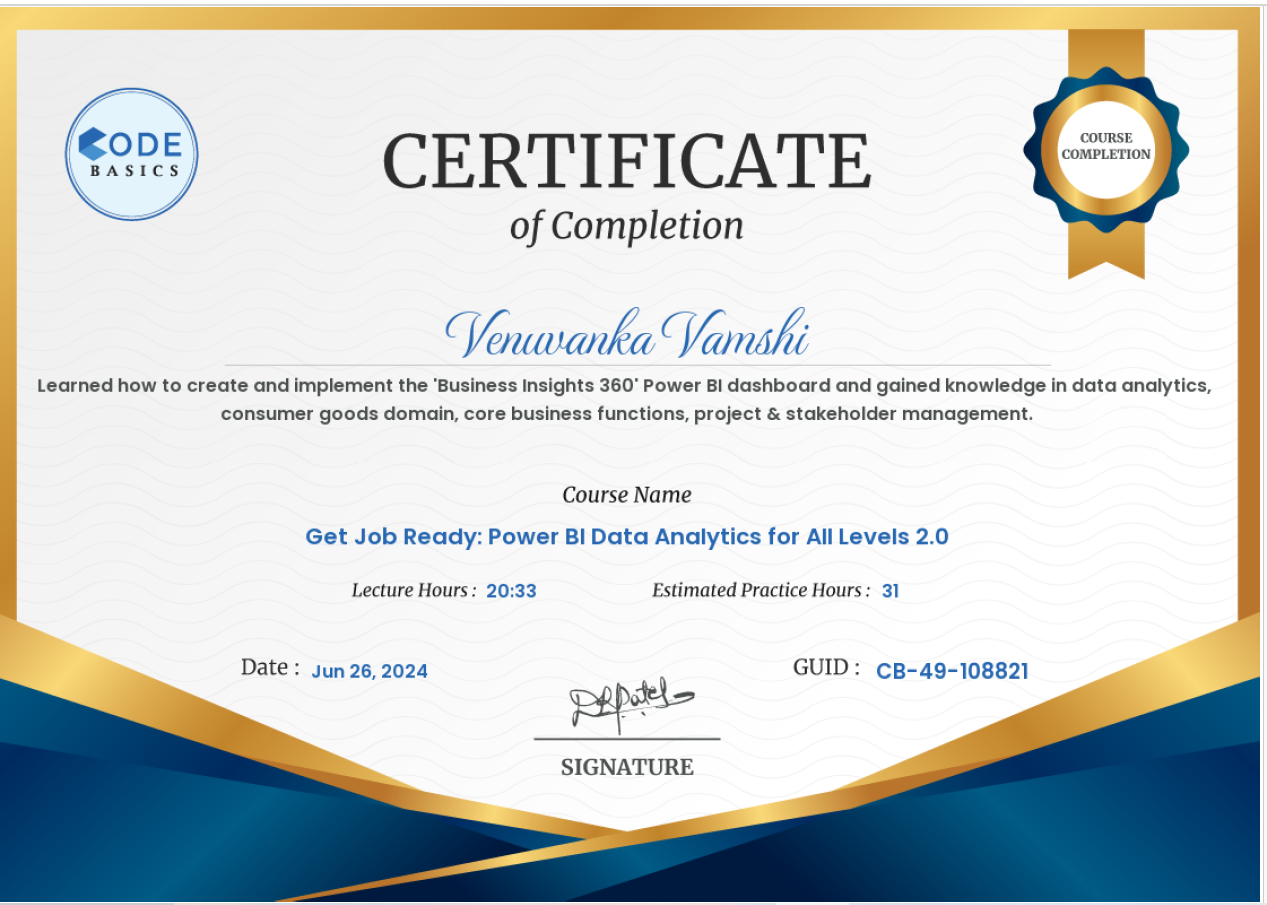 CODE
BASICS
COURSE
COMPLETION
CERTIFICATE
of Completion
Venuvanka Vamshi
Learned how to create and implement the 'Business Insights 360' Power BI dashboard and gained knowledge in data analytics,
consumer goods domain, core business functions, project & stakeholder management.
Course Name
Get Job Ready: Power BI Data Analytics for All Levels 2.0
Lecture Hours : 20:33 Estimated Practice Hours : 31
Date : Jun 26, 2024 GUID : CB-49-108821
DRPatel
SIGNATURE